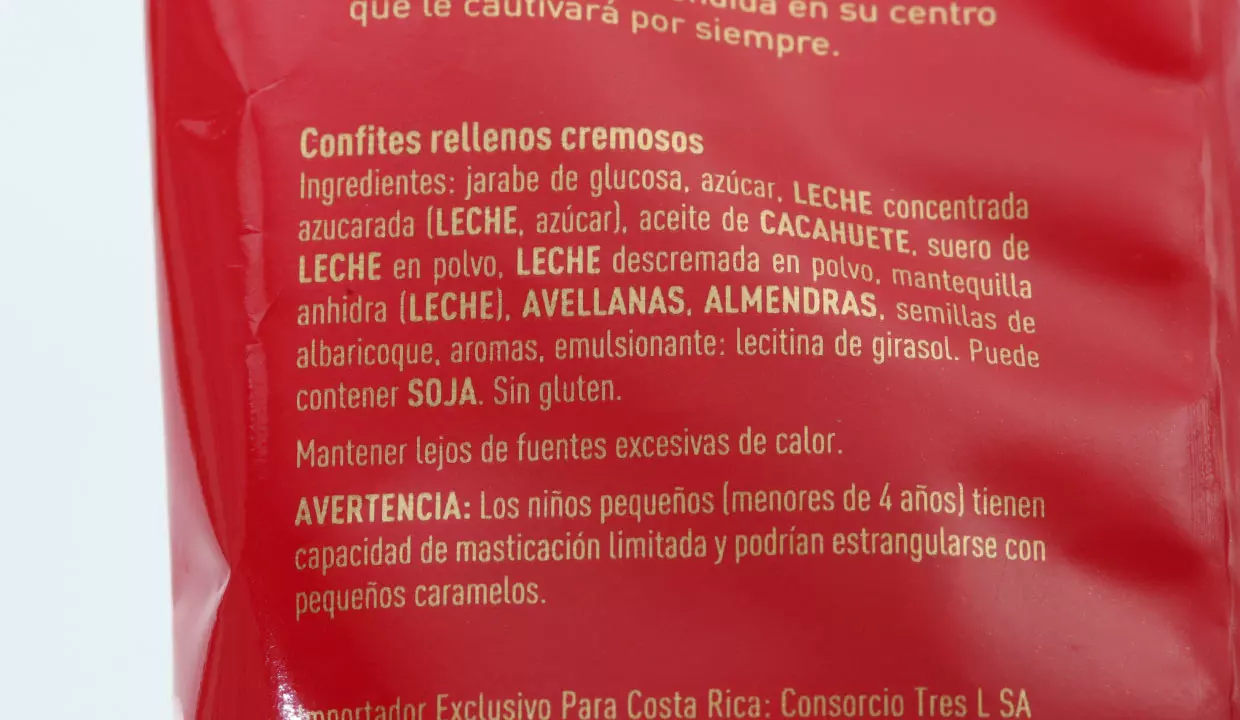 en su centro
que le cautivará por siempre.
Confites rellenos cremosos
Ingredientes: jarabe de glucosa, azúcar, LECHE concentrada
azucarada (LECHE, azúcar), aceite de CACAHUETE, suero de
LECHE en polvo, LECHE descremada en polvo, mantequilla
anhidra (LECHE), AVELLANAS, ALMENDRAS, semillas de
albaricoque, aromas, emulsionante: lecitina de girasol. Puede
contener SOJA. Sin gluten.
Mantener lejos de fuentes excesivas de calor.
AVERTENCIA: Los niños pequeños (menores de 4 años) tienen
capacidad de masticación limitada y podrían estrangularse con
pequeños caramelos.
Importador Exclusivo Para Costa Rica: Consorcio Tres L SA